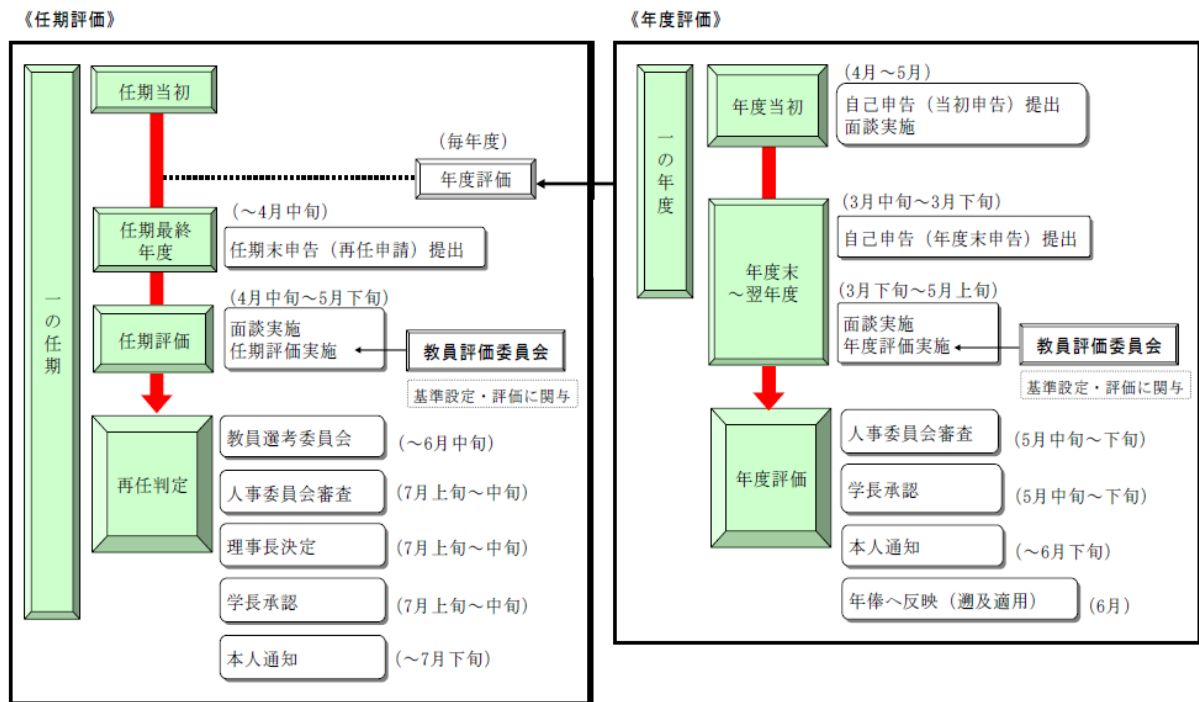 《任期評価》
一の任期
任期当初
(毎年度)
年度評価
任期最終
年度
(～4月中旬)
任期末申告（再任申請）提出
任期評価
(4月中旬～5月下旬)
面談実施
任期評価実施
教員評価委員会
基準設定・評価に関与
再任判定
教員選考委員会
(～6月中旬)
人事委員会審査
(7月上旬～中旬)
理事長決定
(7月上旬～中旬)
学長承認
(7月上旬～中旬)
本人通知
(～7月下旬)
《年度評価》
一の年度
年度当初
(4月～5月)
自己申告（当初申告）提出
面談実施
年度末
～翌年度
(3月中旬～3月下旬)
自己申告（年度末申告）提出
(3月下旬～5月上旬)
面談実施
年度評価実施
教員評価委員会
基準設定・評価に関与
年度評価
人事委員会審査
(5月中旬～下旬)
学長承認
(5月中旬～下旬)
本人通知
(～6月下旬)
年俸へ反映（遡及適用）
(6月)